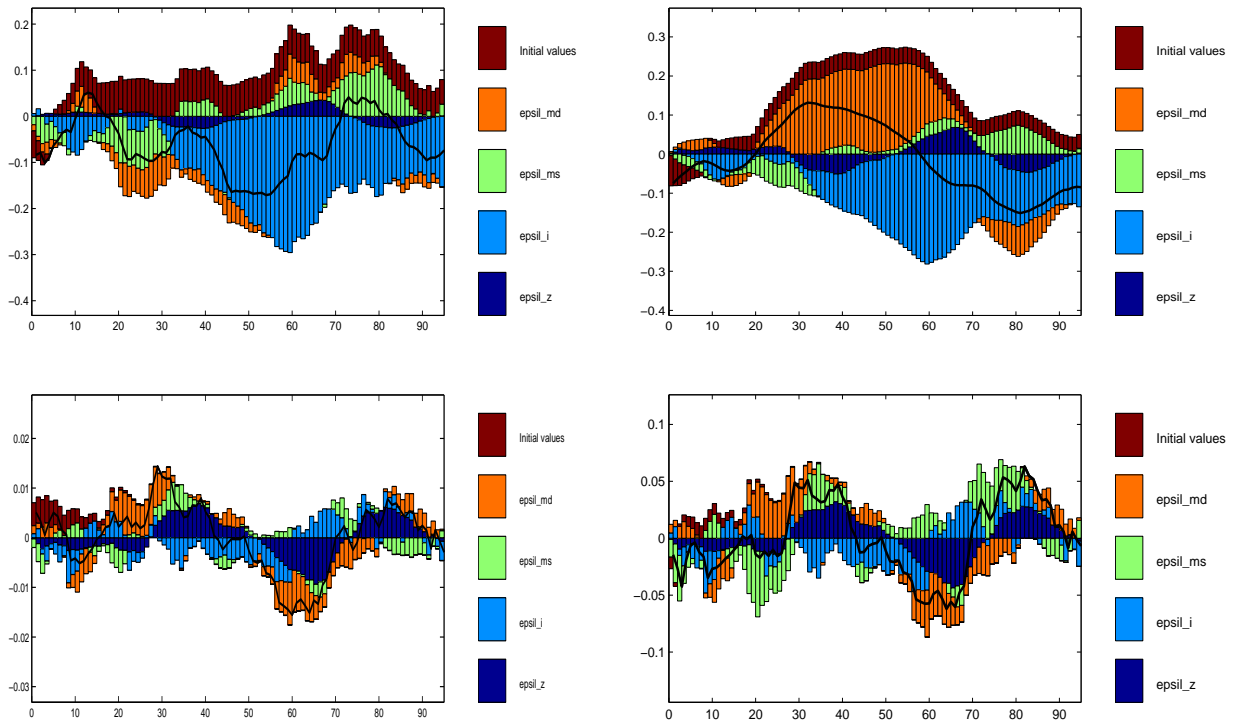 0.2
0.1
0
−0.1
−0.2
−0.3
−0.4
0 10 20 30 40 50 60 70 80 90
Initial values
epsil_md
epsil_ms
epsil_i
epsil_z
0.3
0.2
0.1
0
−0.1
−0.2
−0.3
−0.4
0 10 20 30 40 50 60 70 80 90
Initial values
epsil_md
epsil_ms
epsil_i
epsil_z
0.02
0.01
0
−0.01
−0.02
−0.03
0 10 20 30 40 50 60 70 80 90
Initial values
epsil_md
epsil_ms
epsil_i
epsil_z
0.1
0.05
0
−0.05
−0.1
0 10 20 30 40 50 60 70 80 90
Initial values
epsil_md
epsil_ms
epsil_i
epsil_z